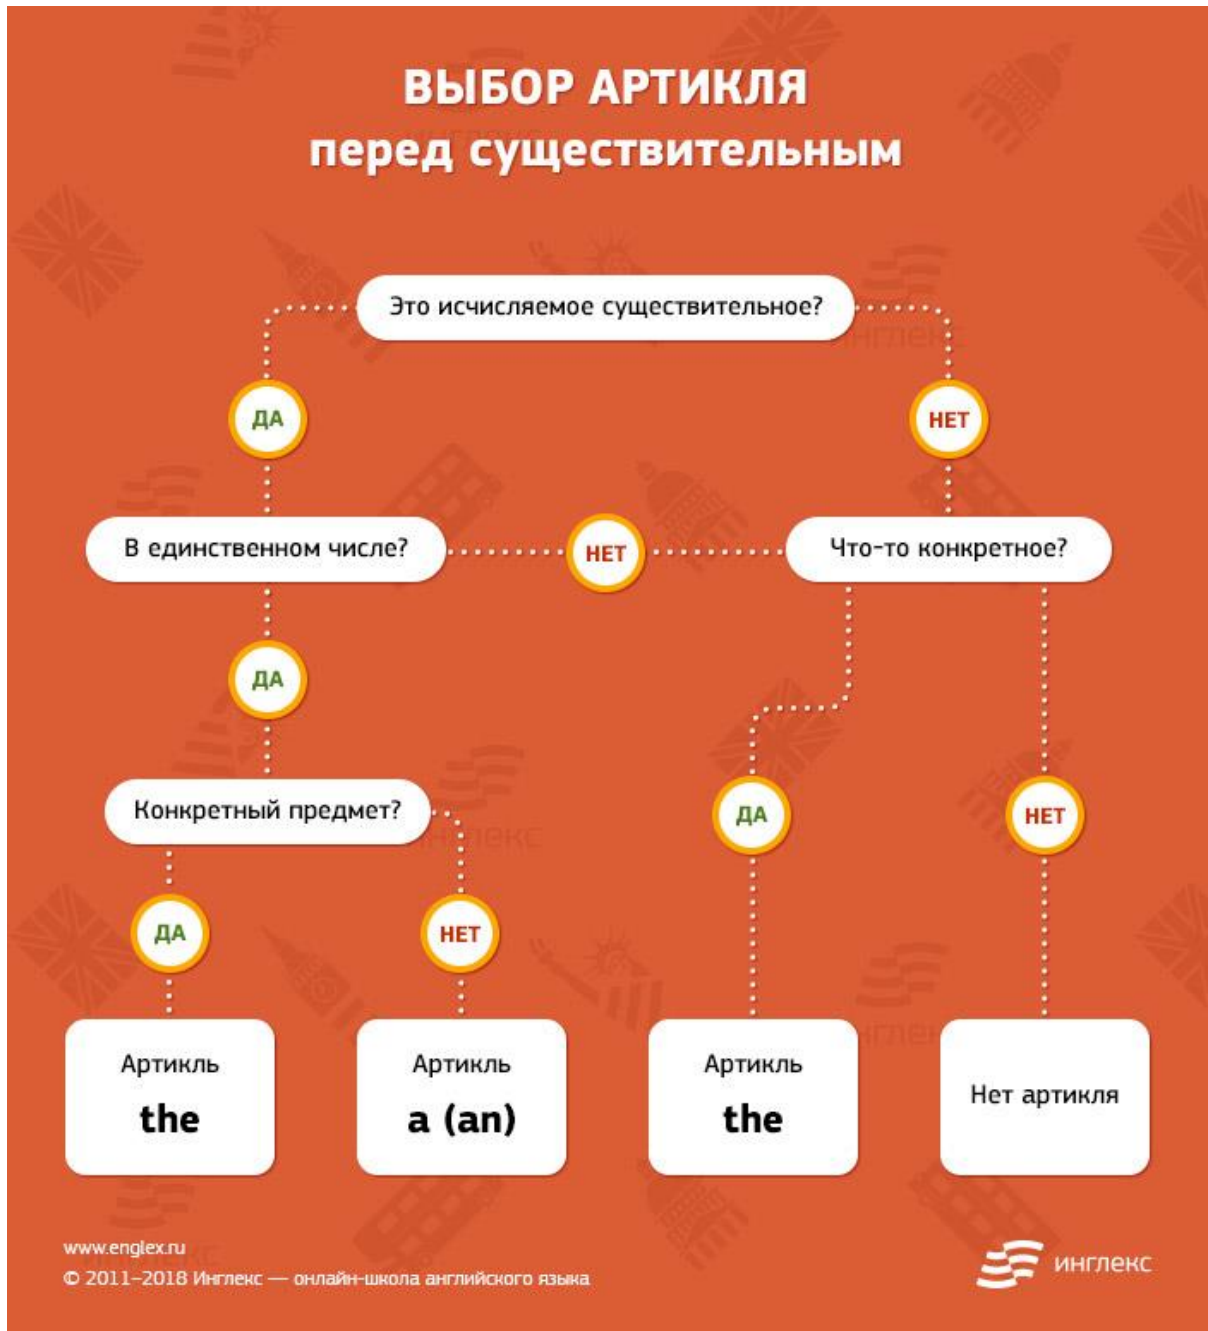 ВЫБОР АРТИКЛЯ
перед существительным
Это исчисляемое существительное?
ДА
НЕТ
В единственном числе?
НЕТ
Что-то конкретное?
ДА
Конкретный предмет?
ДА
НЕТ
ДА
НЕТ
Артикль
the
Артикль
a (an)
Артикль
the
Нет артикля
www.englex.ru
© 2011–2018 Инглекс — онлайн-школа английского языка
инглекс